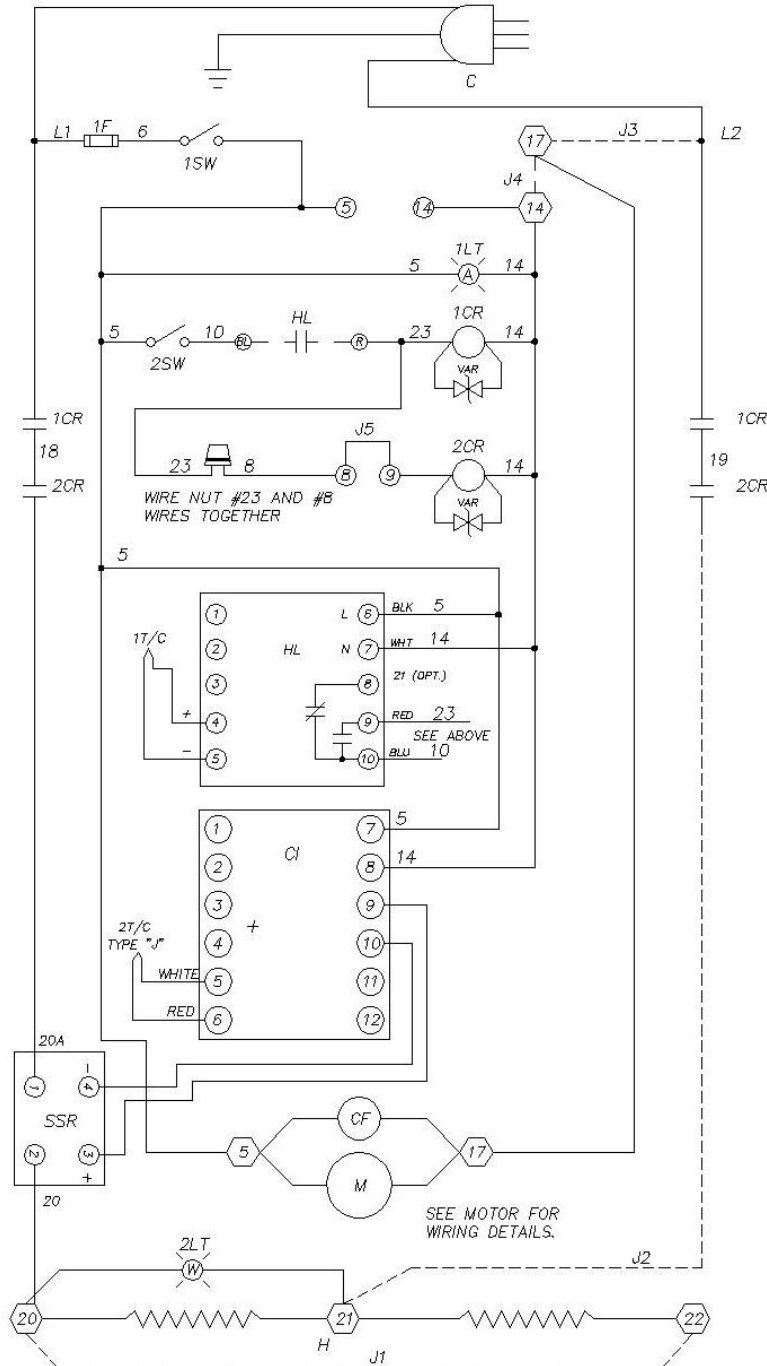 C
L1 1F 6
1SW
17 J3 L2
J4
5 14 14
1LT
5 A 14
1CR
5 10 BL HL R 23 14
2SW
VAR
1CR 1CR
18 J5 2CR 19
2CR 23 8 8 9 14 2CR
VAR
WIRE NUT #23 AND #8
WIRES TOGETHER
5
1 L 6 BLK 5
1T/C 2 HL N 7 WHT 14
3 8 21 (OPT.)
+ 4 9 RED 23
SEE ABOVE
- 5 10 BLU 10
1 CI 7 5
2 8 14
3 9
2T/C
TYPE "J"
4 + 10
WHITE 5 11
RED 6 12
20A
1 - 4
SSR
2 3 +
20
CF
5 17
M
SEE MOTOR FOR
WIRING DETAILS.
2LT
W
J2
20 21 22
H
J1